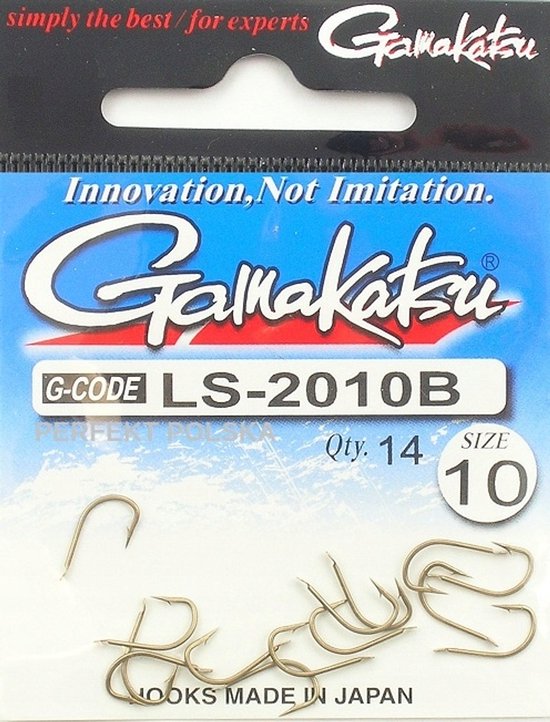 simply the best / for experts Gamakatsu
Innovation,Not Imitation.
Gamakatsu ®
G-CODE LS-2010B
PERFEKT POLSKA
Qty. 14 SIZE
10
HOOKS MADE IN JAPAN